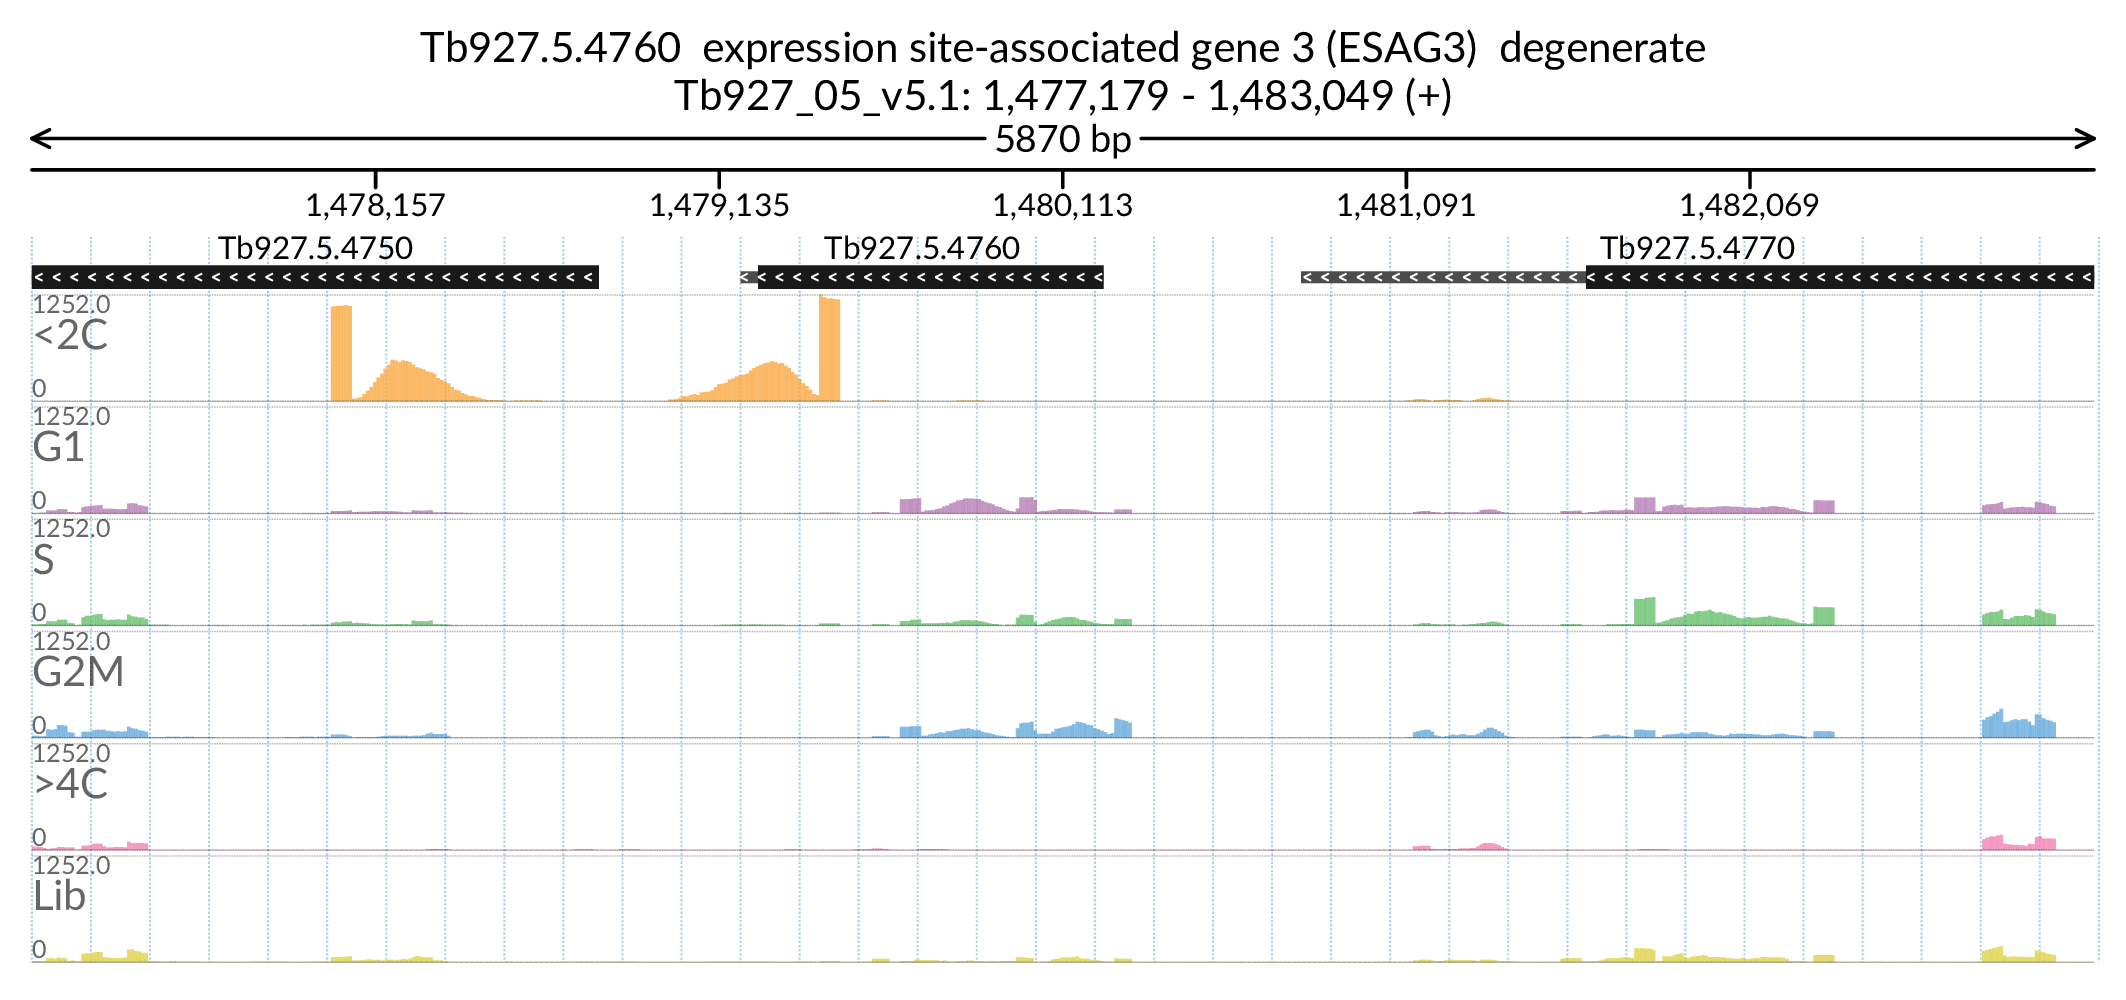 Tb927.5.4760  expression site-associated gene 3 (ESAG3)  degenerate
Tb927_05_v5.1: 1,477,179 - 1,483,049 (+)
5870 bp
1,478,157 1,479,135 1,480,113 1,481,091 1,482,069
Tb927.5.4750 Tb927.5.4760 Tb927.5.4770
1252.0
<2C
0
1252.0
G1
0
1252.0
S
0
1252.0
G2M
0
1252.0
>4C
0
1252.0
Lib
0